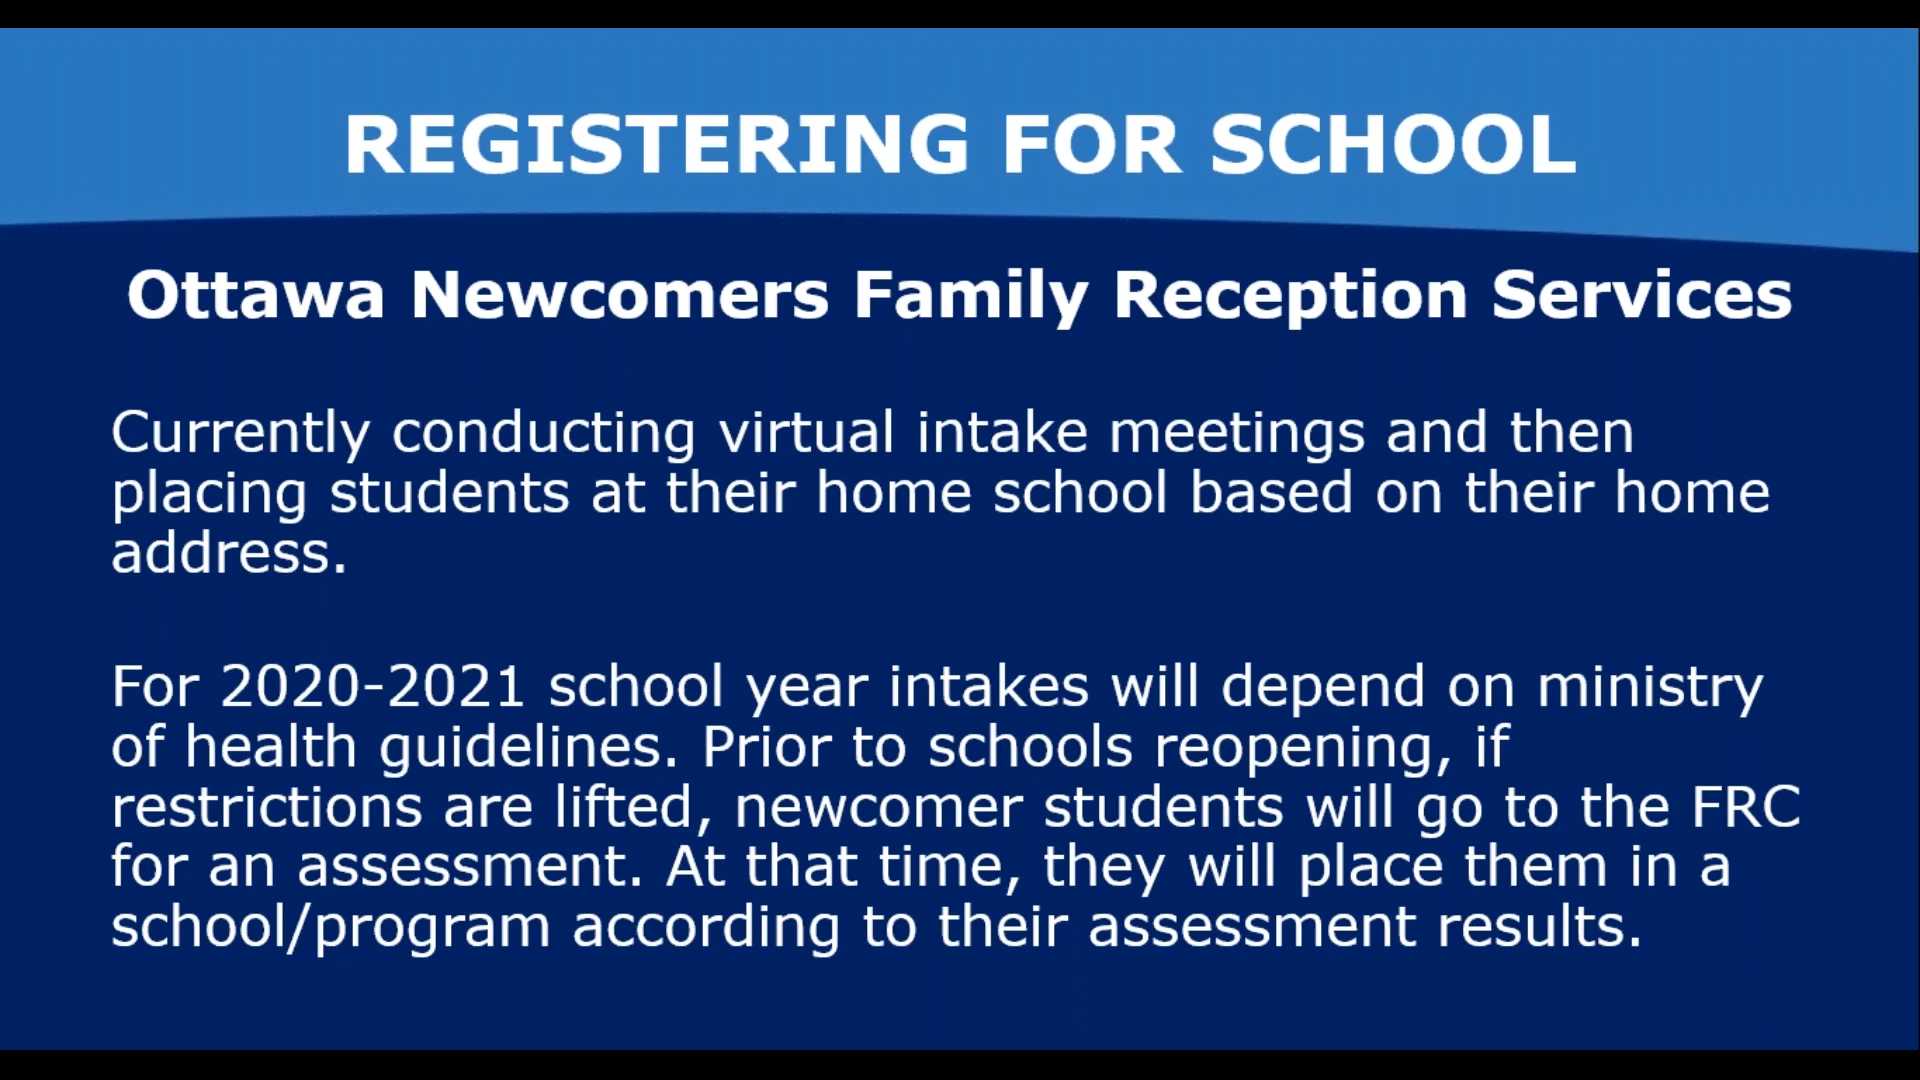 REGISTERING FOR SCHOOL
Ottawa Newcomers Family Reception Services
Currently conducting virtual intake meetings and then
placing students at their home school based on their home
address.
For 2020-2021 school year intakes will depend on ministry
of health guidelines. Prior to schools reopening, if
restrictions are lifted, newcomer students will go to the FRC
for an assessment. At that time, they will place them in a
school/program according to their assessment results.